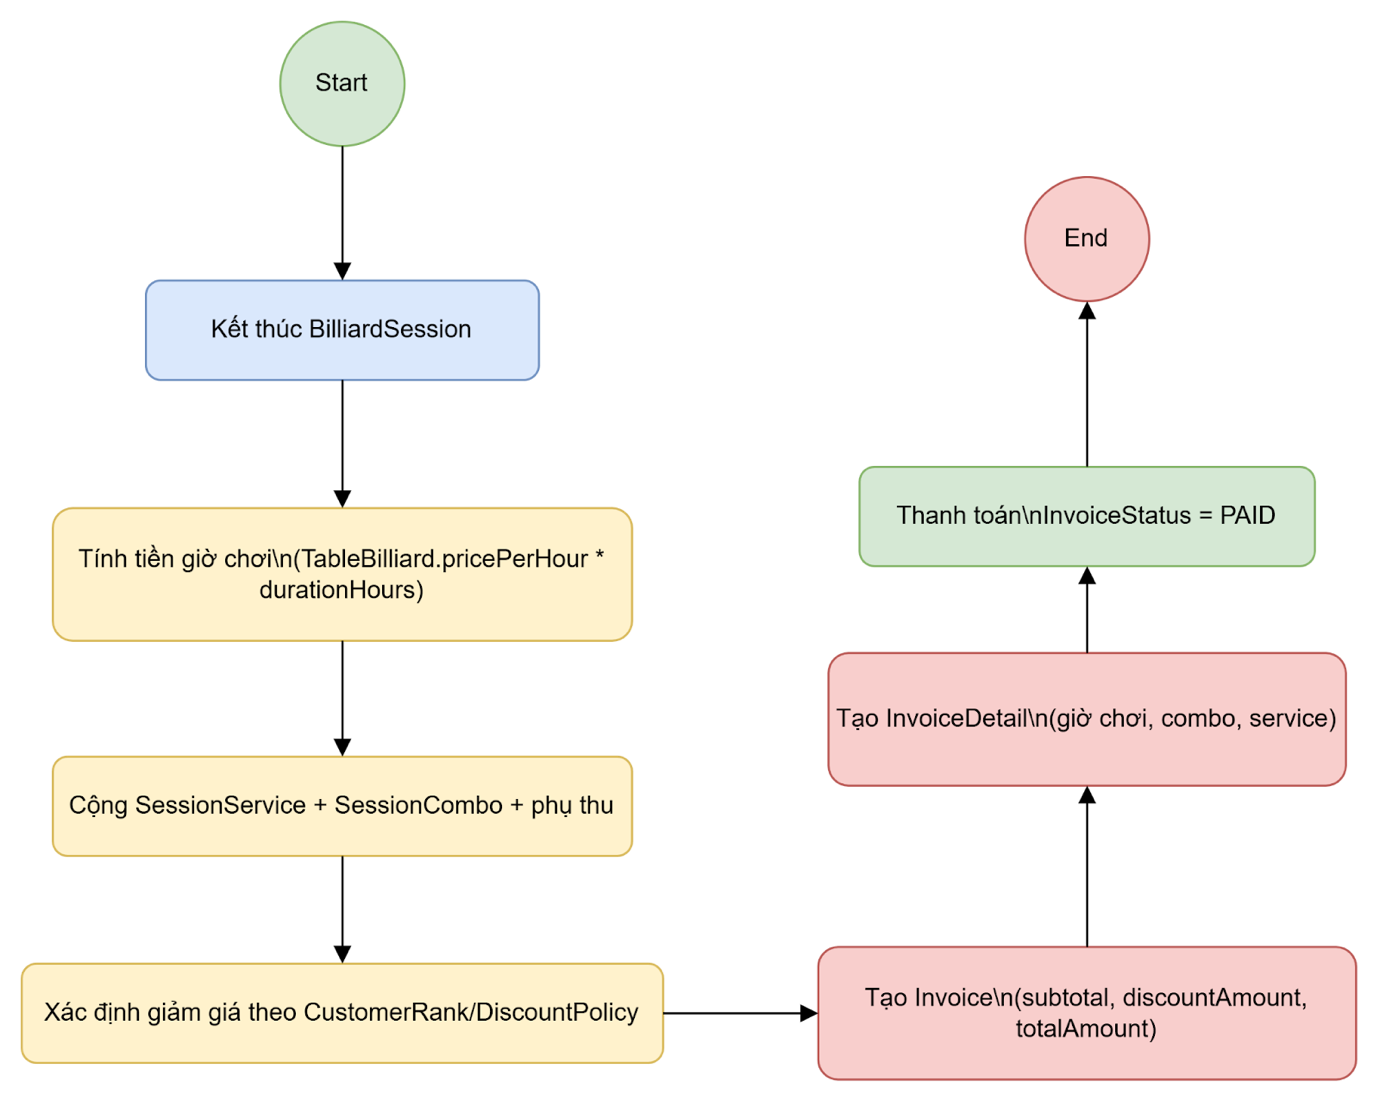 Start
Kết thúc BilliardSession
Tính tiền giờ chơi\n(TableBilliard.pricePerHour *
durationHours)
Cộng SessionService + SessionCombo + phụ thu
Xác định giảm giá theo CustomerRank/DiscountPolicy
Tạo Invoice\n(subtotal, discountAmount,
totalAmount)
Tạo InvoiceDetail\n(giờ chơi, combo, service)
Thanh toán\nInvoiceStatus = PAID
End